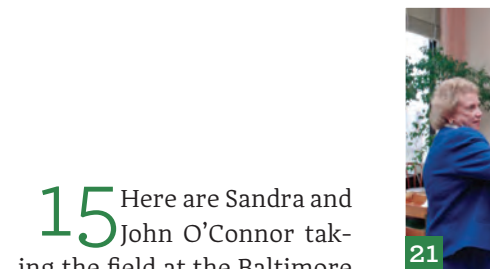 15 Here are Sandra and
John O’Connor tak-
ing the field at the Baltimore
21